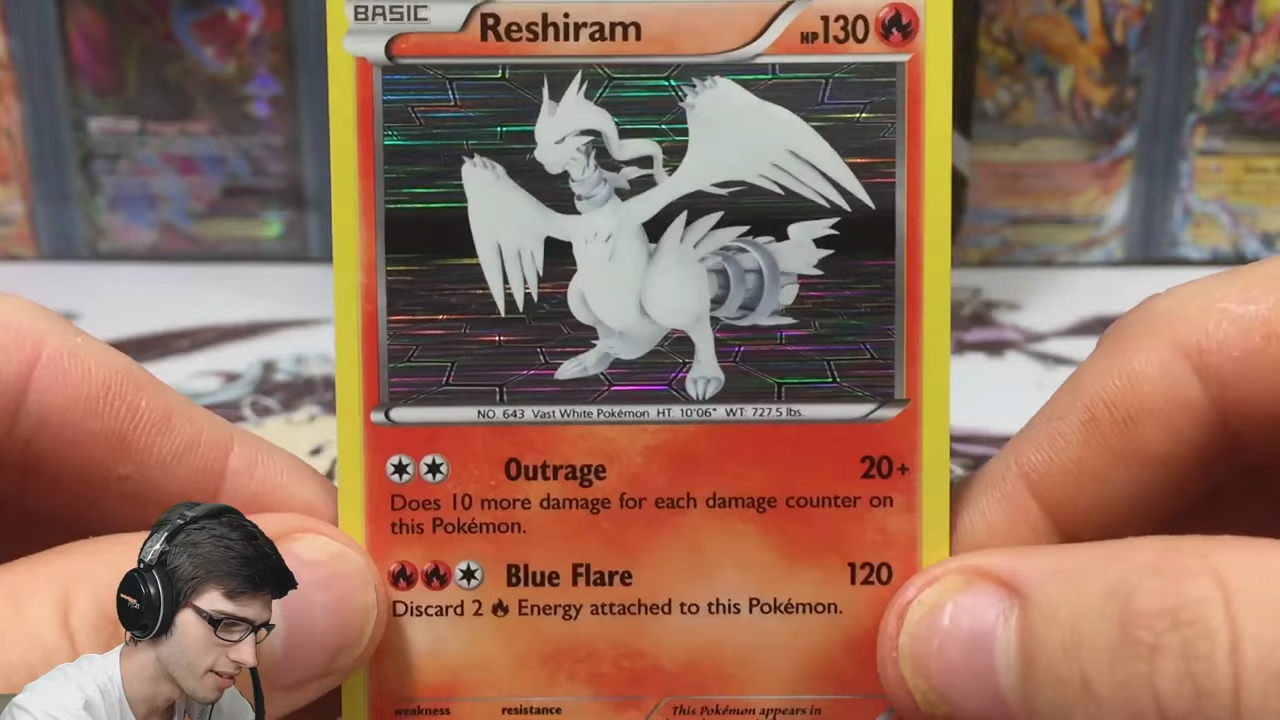 BASIC
Reshiram
HP130
NO. 643 Vast White Pokémon HT: 10'06" WT: 727.5 lbs.
Outrage 20+
Does 10 more damage for each damage counter on
this Pokémon.
Blue Flare 120
Discard 2 Energy attached to this Pokémon.
weakness resistance
This Pokémon appears in